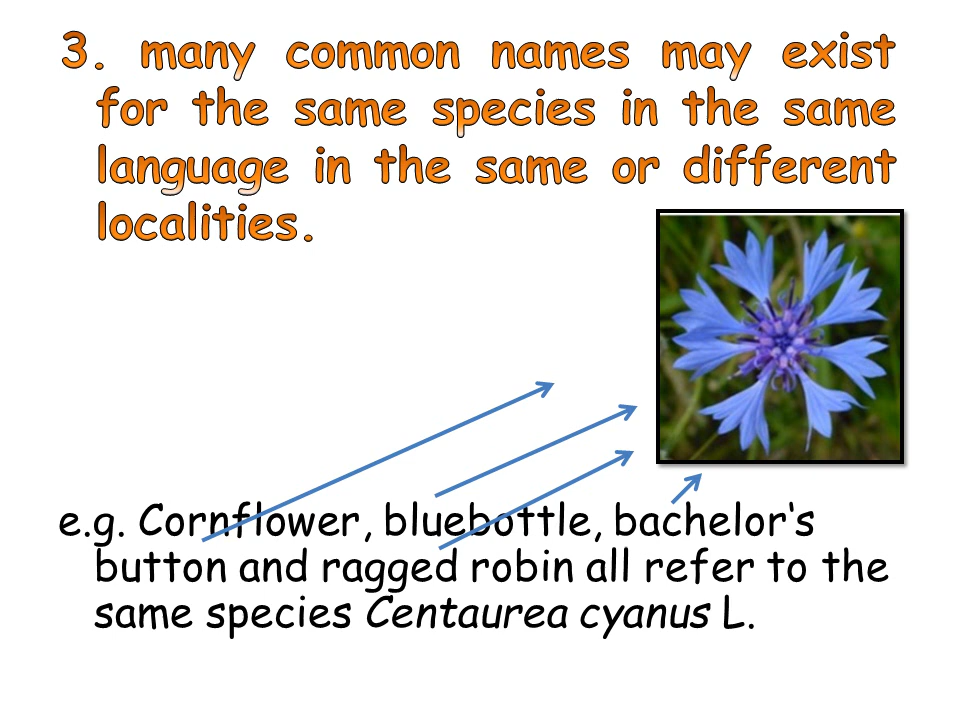 3. many common names may exist
for the same species in the same
language in the same or different
localities.
e.g. Cornflower, bluebottle, bachelor‘s
button and ragged robin all refer to the
same species Centaurea cyanus L.